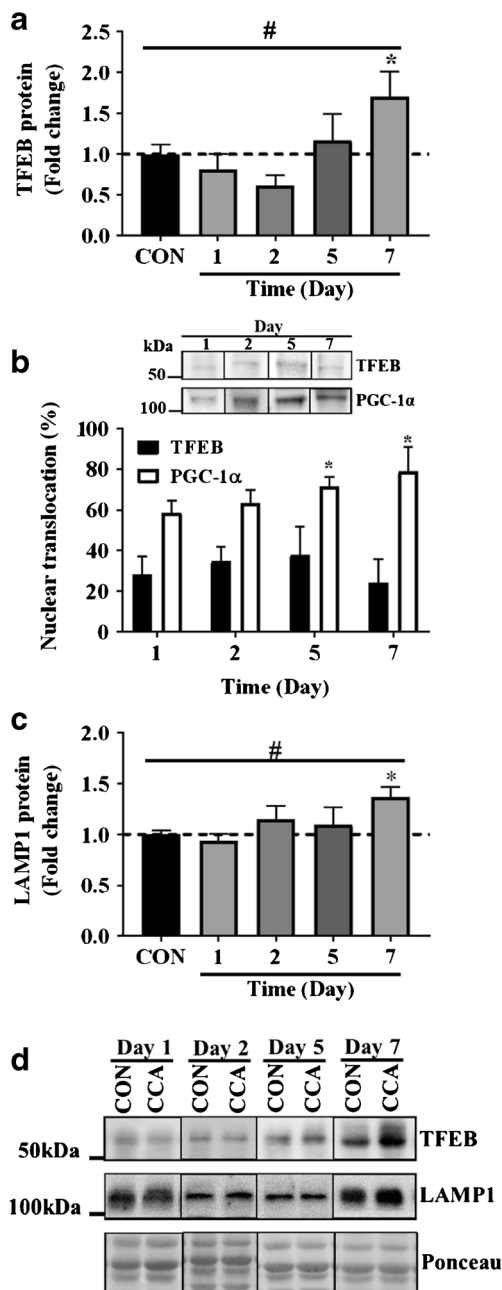 a
#
*
TFEB protein
(Fold change)
2.5
2.0
1.5
1.0
0.5
0.0
CON 1 2 5 7
Time (Day)
b
Day
kDa 1 2 5 7
50 TFEB
100 PGC-1α
Nuclear translocation (%)
100
80
60
40
20
0
TFEB
PGC-1α
* *
1 2 5 7
Time (Day)
c
#
*
LAMP1 protein
(Fold change)
2.0
1.5
1.0
0.5
0.0
CON 1 2 5 7
Time (Day)
d
Day 1 Day 2 Day 5 Day 7
CON CCA CON CCA CON CCA CON CCA
50kDa TFEB
100kDa LAMP1
Ponceau